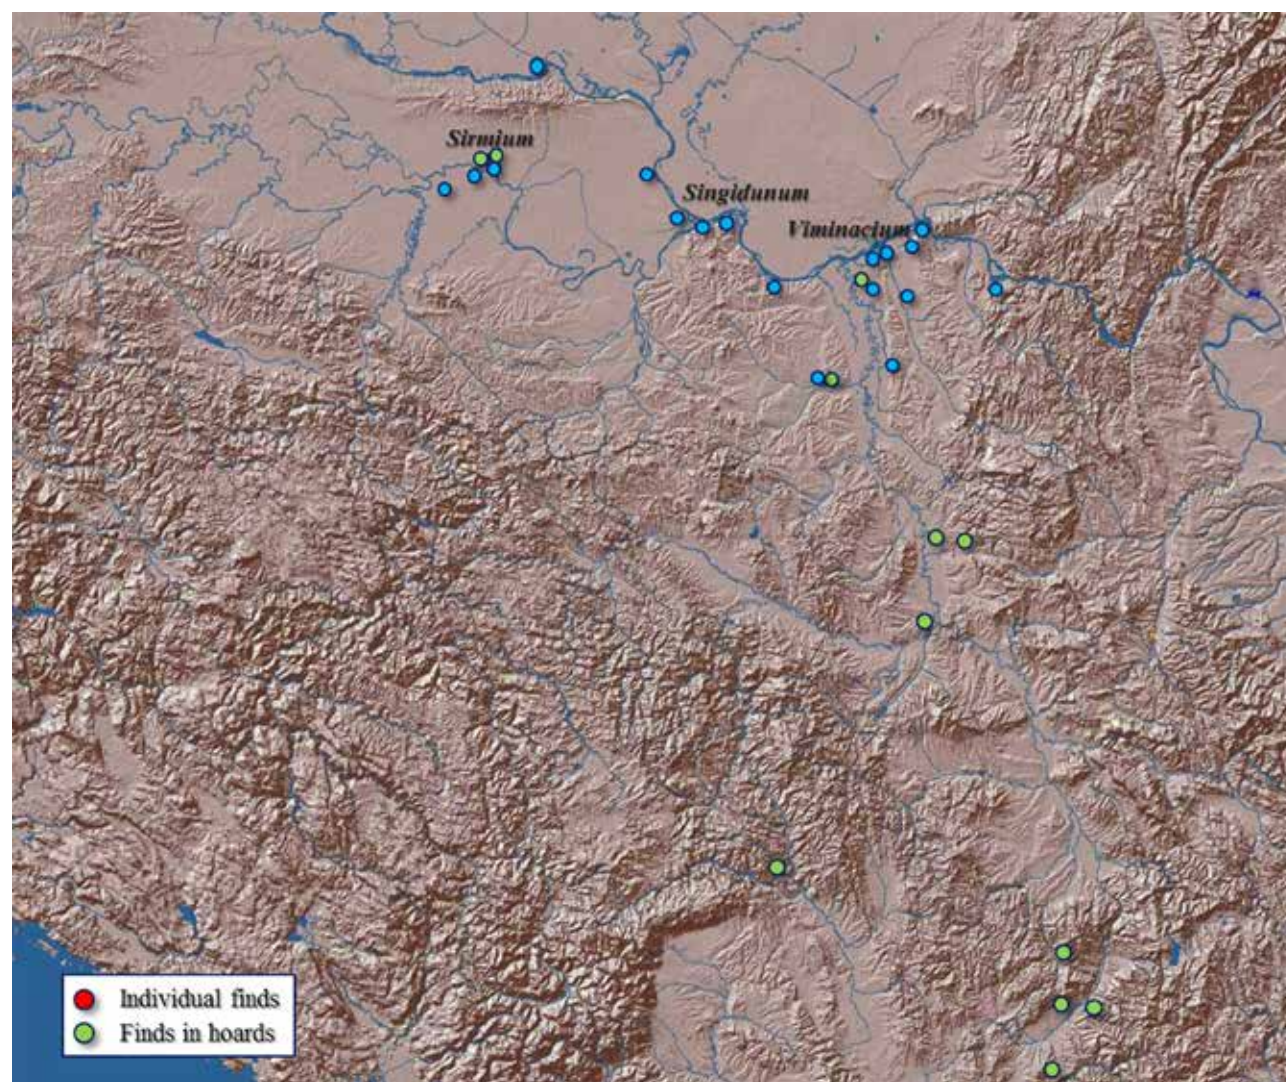 Sirmium
Singidunum
Viminacium
Individual finds
Finds in hoards